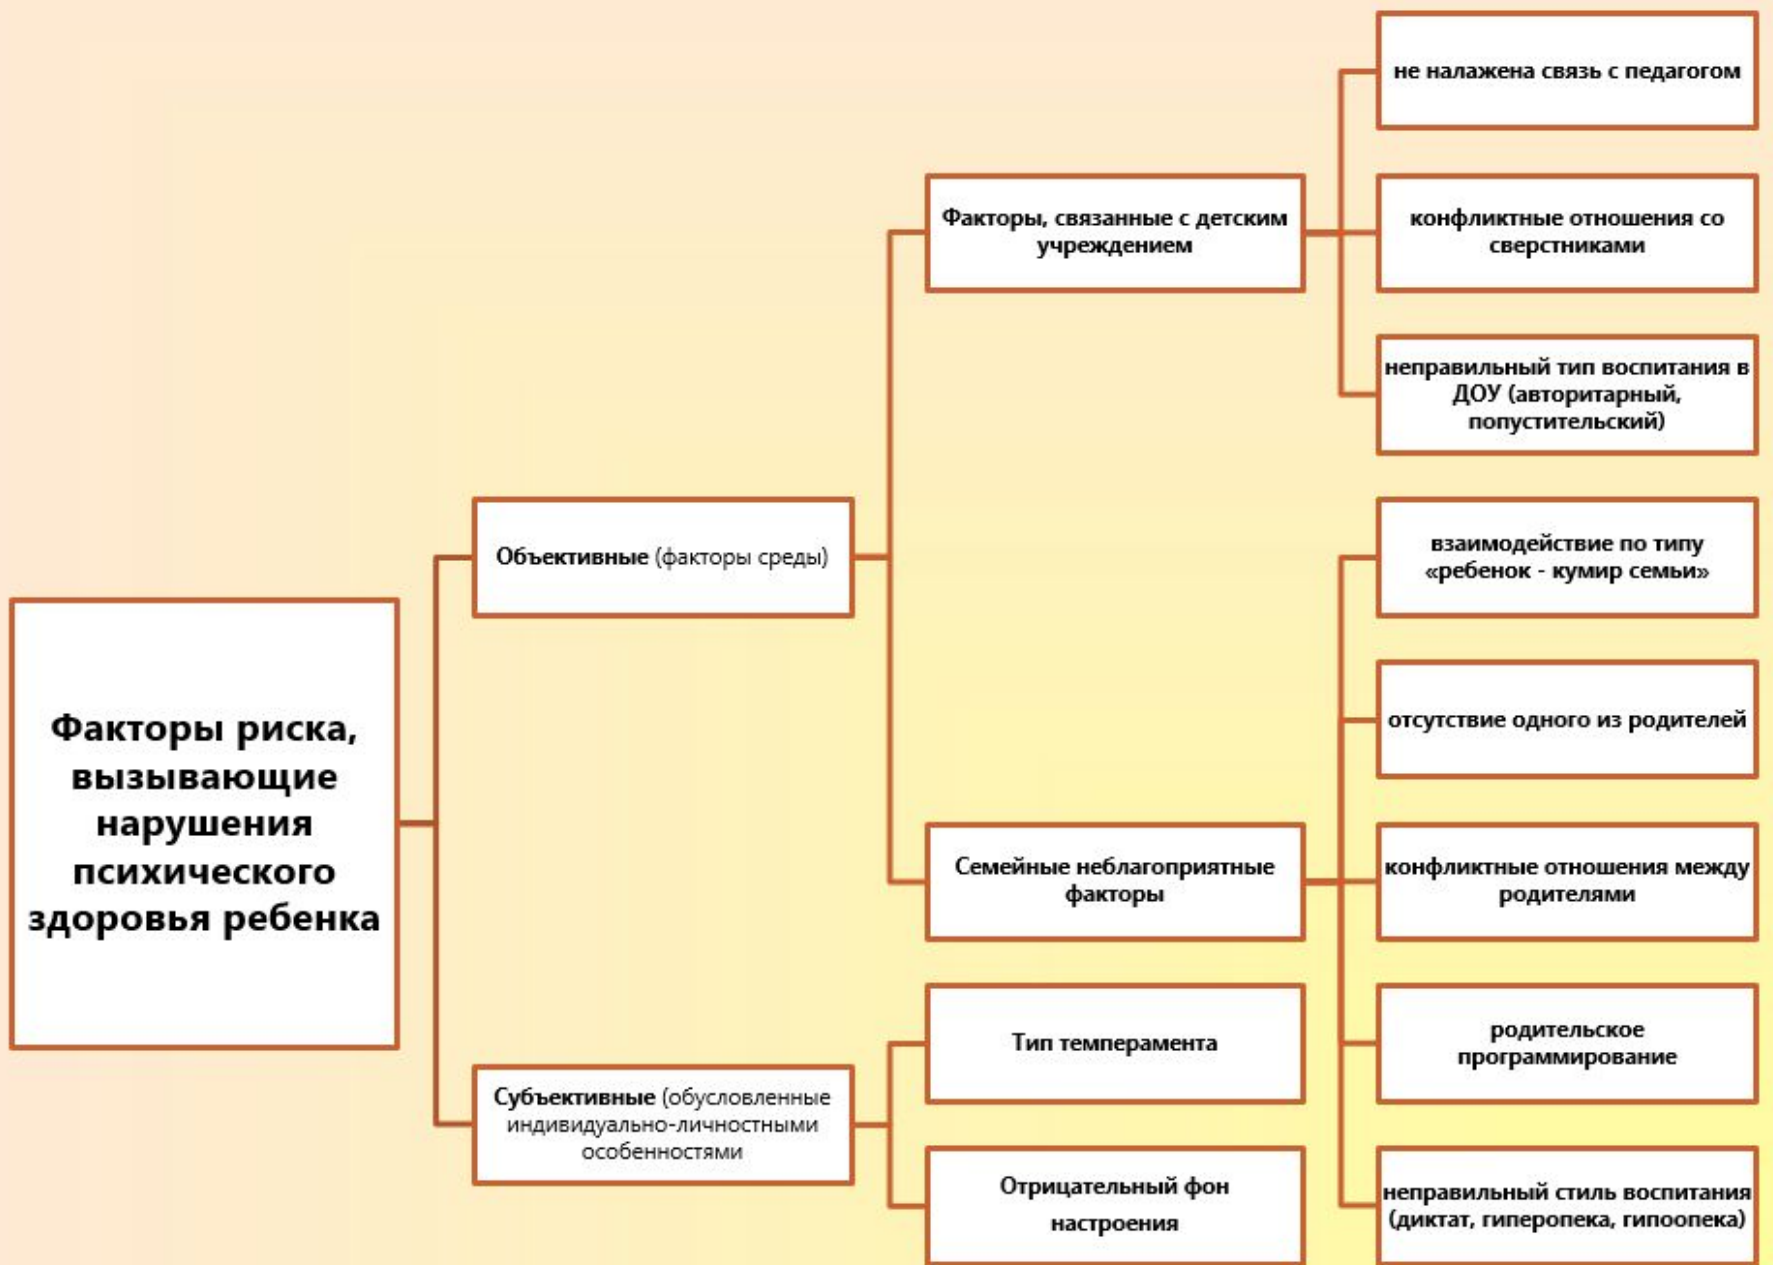 Факторы риска,
вызывающие
нарушения
психического
здоровья ребенка
Объективные (факторы среды)
Факторы, связанные с детским
учреждением
не налажена связь с педагогом
конфликтные отношения со
сверстниками
неправильный тип воспитания в
ДОУ (авторитарный,
попустительский)
Семейные неблагоприятные
факторы
взаимодействие по типу
«ребенок - кумир семьи»
отсутствие одного из родителей
конфликтные отношения между
родителями
родительское
программирование
неправильный стиль воспитания
(диктат, гиперопека, гипоопека)
Субъективные (обусловленные
индивидуально-личностными
особенностями
Тип темперамента
Отрицательный фон
настроения